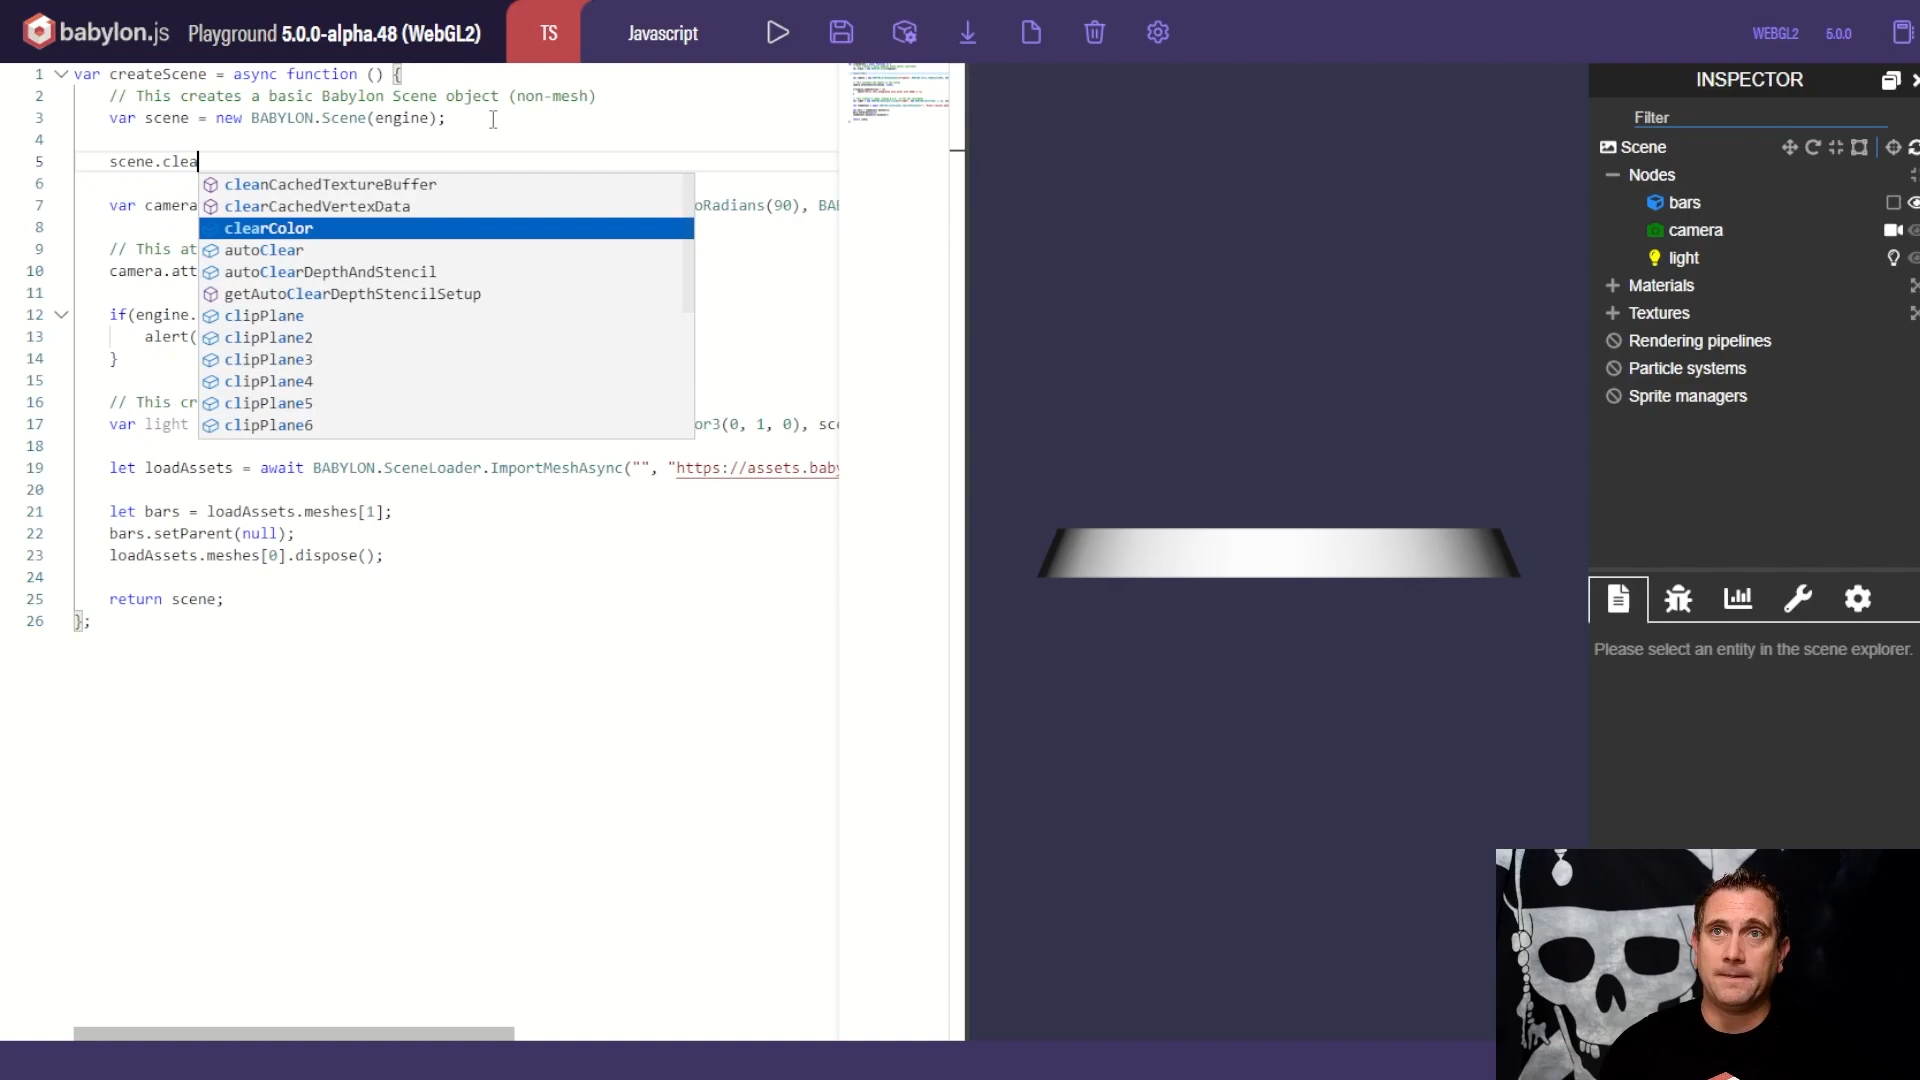 babylon.js Playground 5.0.0-alpha.48 (WebGL2) TS Javascript WEBGL2 5.0.0
1 var createScene = async function () {
2 // This creates a basic Babylon Scene object (non-mesh)
3 var scene = new BABYLON.Scene(engine);
4
5 scene.clea
6
7 var camera oRadians(90), BA
8
9 // This at
10 camera.att
11
12 if(engine.
13 alert(
14 }
15
16 // This cr
17 var light or3(0, 1, 0), sce
18
19 let loadAssets = await BABYLON.SceneLoader.ImportMeshAsync("", "https://assets.baby
20
21 let bars = loadAssets.meshes[1];
22 bars.setParent(null);
23 loadAssets.meshes[0].dispose();
24
25 return scene;
26 };
cleanCachedTextureBuffer
clearCachedVertexData
clearColor
autoClear
autoClearDepthAndStencil
getAutoClearDepthStencilSetup
clipPlane
clipPlane2
clipPlane3
clipPlane4
clipPlane5
clipPlane6
INSPECTOR
Filter
Scene
Nodes
bars
camera
light
Materials
Textures
Rendering pipelines
Particle systems
Sprite managers
Please select an entity in the scene explorer.